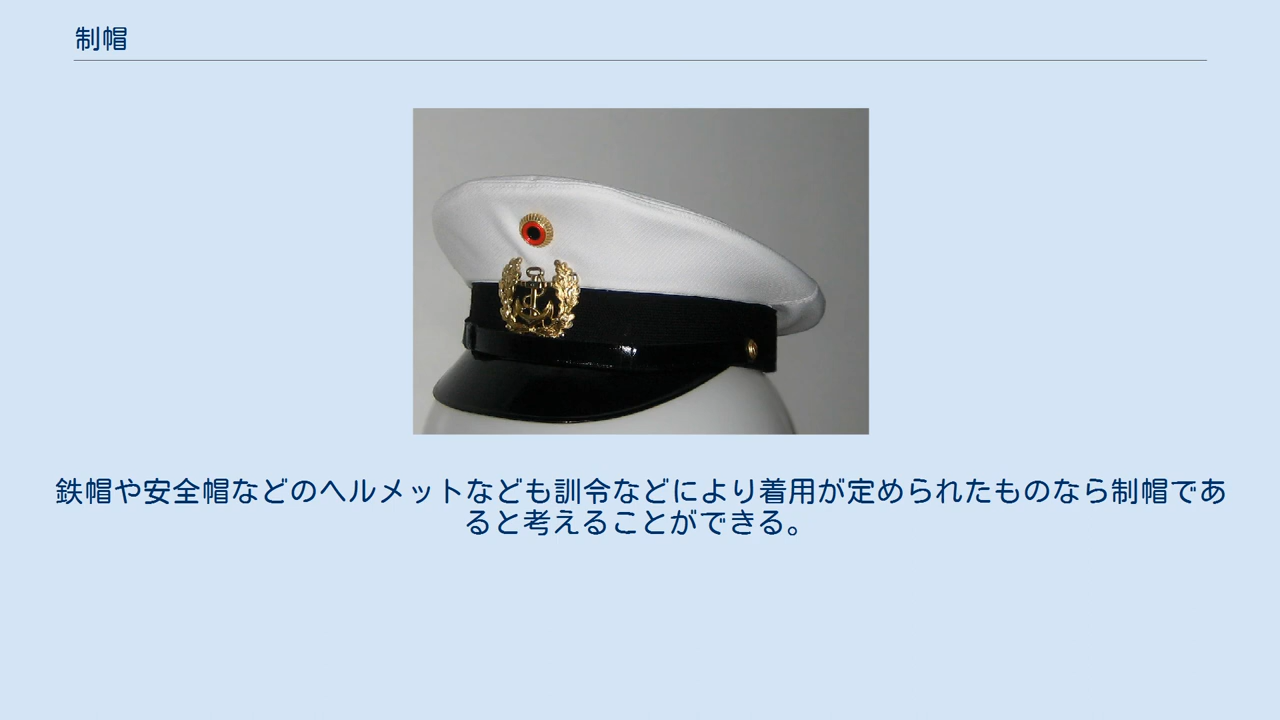 制帽
鉄帽や安全帽などのヘルメットなども訓令などにより着用が定められたものなら制帽であ
ると考えることができる。